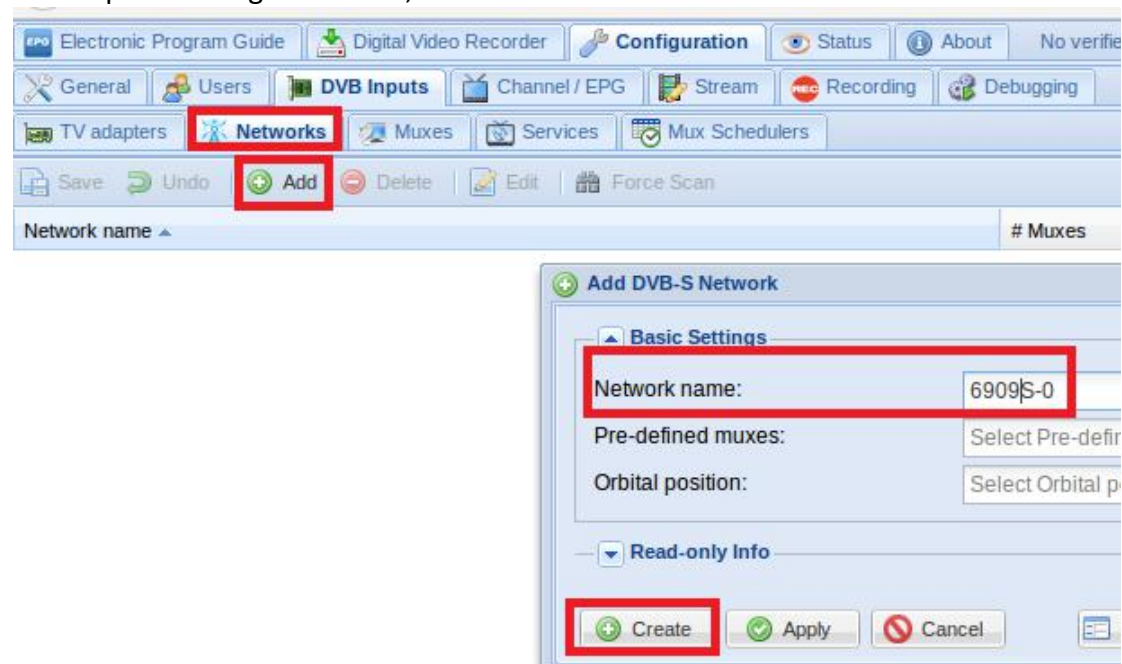 EPG Electronic Program Guide Digital Video Recorder Configuration Status About No verifie
General Users DVB Inputs Channel / EPG Stream REC Recording Debugging
TV adapters Networks Muxes Services Mux Schedulers
Save Undo Add Delete Edit Force Scan
Network name # Muxes
Add DVB-S Network
Basic Settings
Network name: 6909S-0
Pre-defined muxes: Select Pre-defin
Orbital position: Select Orbital p
Read-only Info
Create Apply Cancel